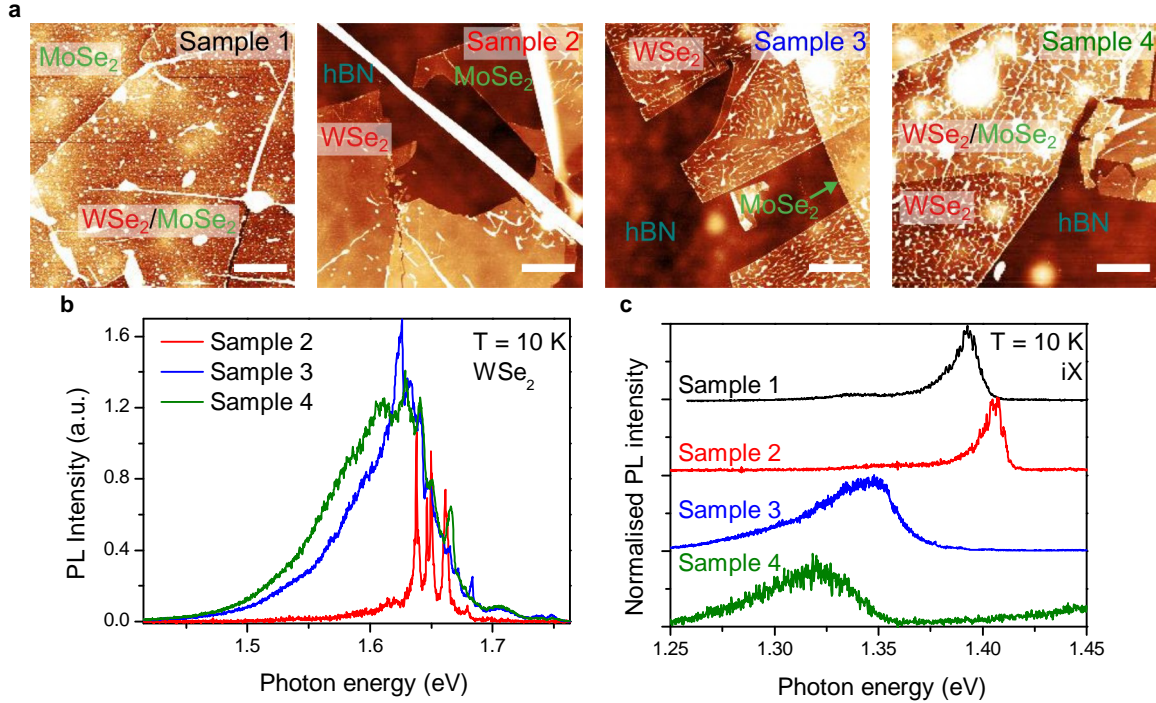 a
Sample 1
MoSe₂
WSe₂/MoSe₂
Sample 2
hBN
MoSe₂
WSe₂
WSe₂
Sample 3
MoSe₂
hBN
Sample 4
WSe₂/MoSe₂
WSe₂
hBN
b
Sample 2
Sample 3
Sample 4
T = 10 K
WSe₂
PL Intensity (a.u.)
1.6
1.2
0.8
0.4
0.0
1.5
1.6
1.7
Photon energy (eV)
c
T = 10 K
iX
Sample 1
Sample 2
Sample 3
Sample 4
Normalised PL intensity
1.25
1.30
1.35
1.40
1.45
Photon energy (eV)